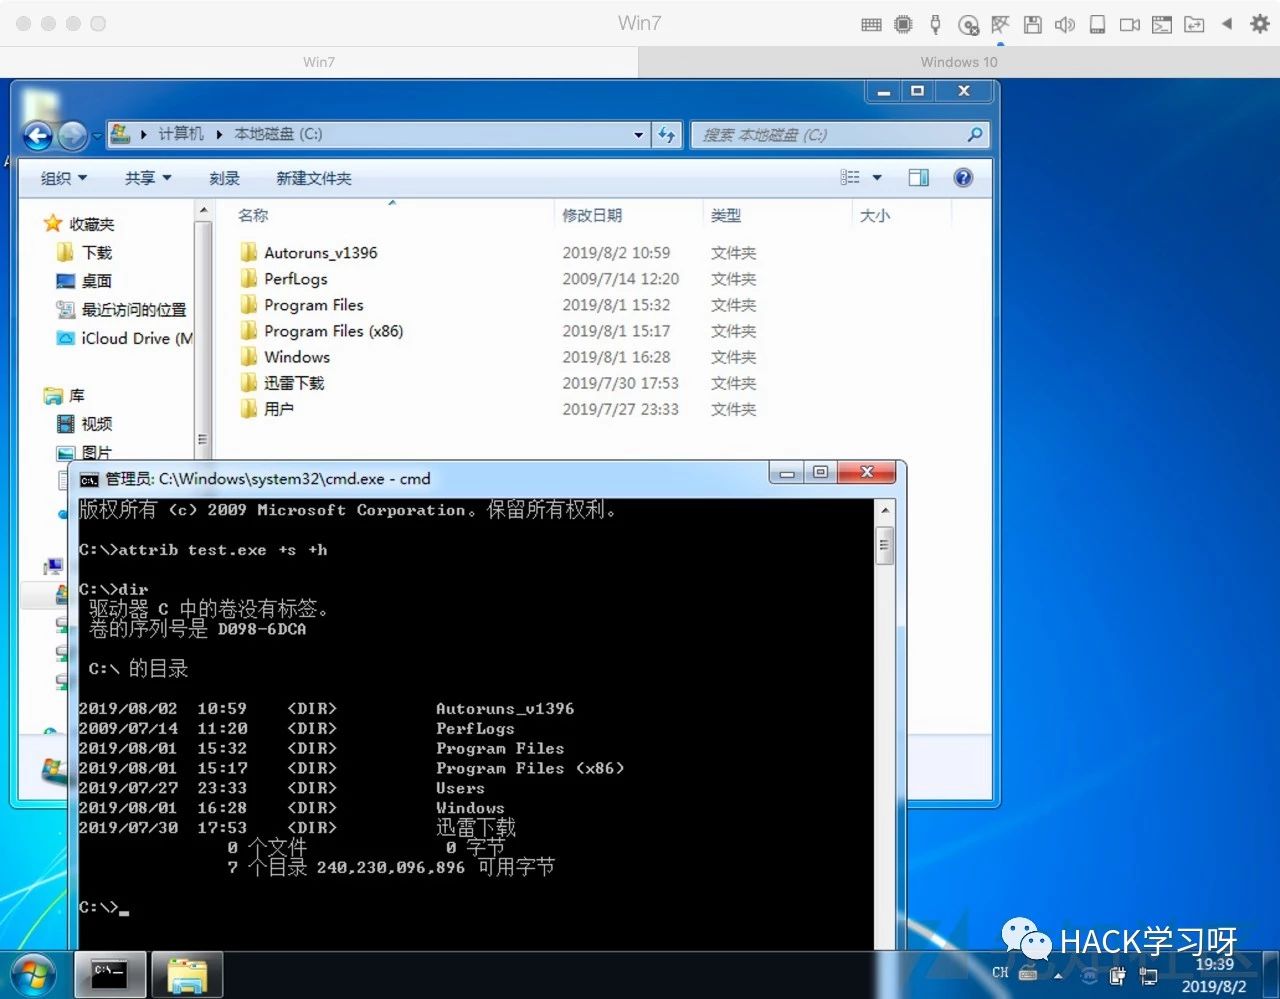 Win7
Win7
Windows 10
计算机
本地磁盘 (C:)
搜索 本地磁盘 (C:)
组织
共享
刻录
新建文件夹
收藏夹
下载
桌面
最近访问的位置
iCloud Drive (M
库
视频
图片
名称 修改日期 类型 大小
Autoruns_v1396 2019/8/2 10:59 文件夹
PerfLogs 2009/7/14 12:20 文件夹
Program Files 2019/8/1 15:32 文件夹
Program Files (x86) 2019/8/1 15:17 文件夹
Windows 2019/8/1 16:28 文件夹
迅雷下载 2019/7/30 17:53 文件夹
用户 2019/7/27 23:33 文件夹
管理员: C:\Windows\system32\cmd.exe - cmd
版权所有 (c) 2009 Microsoft Corporation。保留所有权利。
C:\>attrib test.exe +s +h
C:\>dir
驱动器 C 中的卷没有标签。
卷的序列号是 D098-6DCA
C:\ 的目录
2019/08/02 10:59 <DIR> Autoruns_v1396
2009/07/14 11:20 <DIR> PerfLogs
2019/08/01 15:32 <DIR> Program Files
2019/08/01 15:17 <DIR> Program Files (x86)
2019/07/27 23:33 <DIR> Users
2019/08/01 16:28 <DIR> Windows
2019/07/30 17:53 <DIR> 迅雷下载
0 个文件 0 字节
7 个目录 240,230,096,896 可用字节
C:\>_
HACK学习呀
CH
19:39
2019/8/2